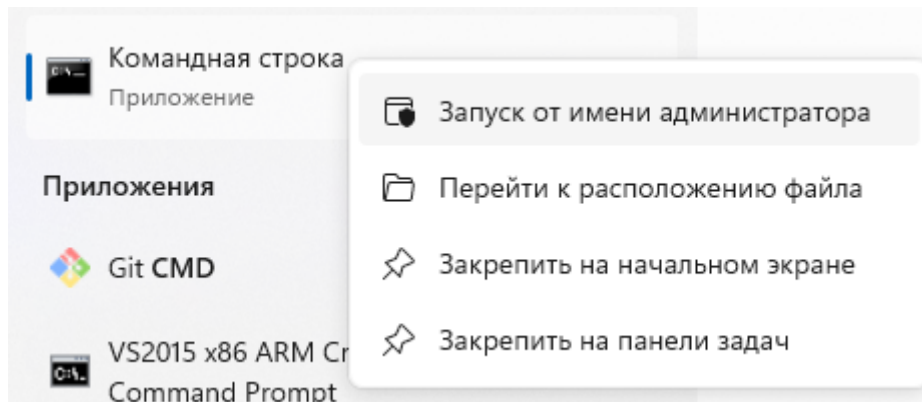 Командная строка
Приложение
Запуск от имени администратора
Перейти к расположению файла
Приложения
Git CMD
Закрепить на начальном экране
VS2015 x86 ARM Cr
Command Prompt
Закрепить на панели задач